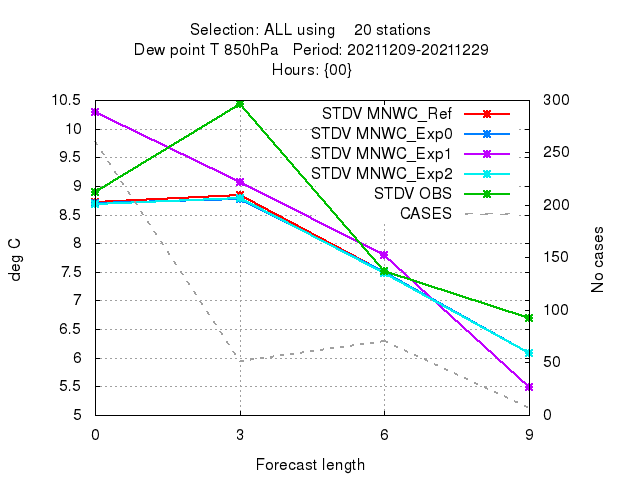 Selection: ALL using    20 stations
Dew point T 850hPa   Period: 20211209-20211229
Hours: {00}
STDV MNWC_Ref
STDV MNWC_Exp0
STDV MNWC_Exp1
STDV MNWC_Exp2
STDV OBS
CASES
10.5
10
9.5
9
8.5
8
7.5
7
6.5
6
5.5
5
deg C
300
250
200
150
100
50
0
No cases
0
3
6
9
Forecast length